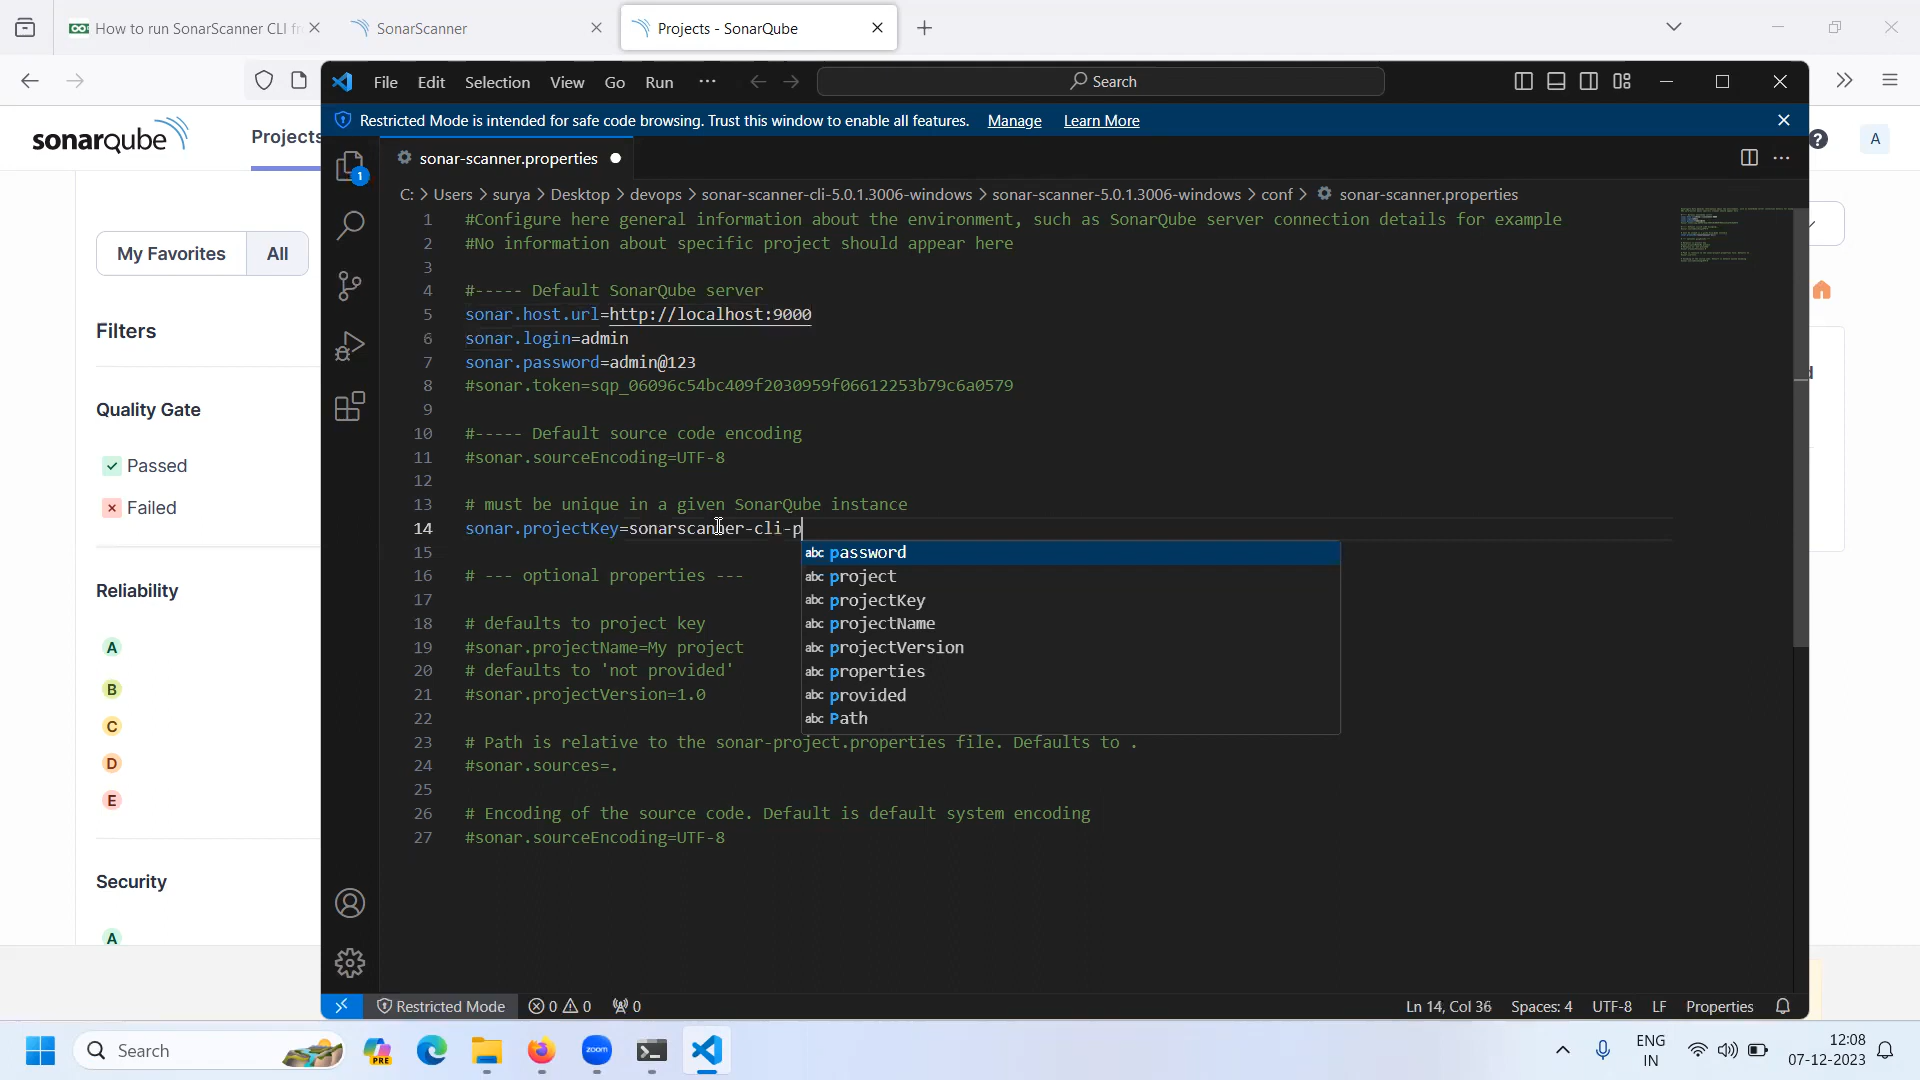 How to run SonarScanner CLI fr
SonarScanner
Projects - SonarQube
File Edit Selection View Go Run ···
Search
Restricted Mode is intended for safe code browsing. Trust this window to enable all features. Manage Learn More
sonarqube
Projects
A
sonar-scanner.properties
C: > Users > surya > Desktop > devops > sonar-scanner-cli-5.0.1.3006-windows > sonar-scanner-5.0.1.3006-windows > conf > sonar-scanner.properties
1 #Configure here general information about the environment, such as SonarQube server connection details for example
2 #No information about specific project should appear here
3
4 #----- Default SonarQube server
5 sonar.host.url=http://localhost:9000
6 sonar.login=admin
7 sonar.password=admin@123
8 #sonar.token=sqp_06096c54bc409f2030959f06612253b79c6a0579
9
10 #----- Default source code encoding
11 #sonar.sourceEncoding=UTF-8
12
13 # must be unique in a given SonarQube instance
14 sonar.projectKey=sonarscanner-cli-p
15
16 # --- optional properties ---
17
18 # defaults to project key
19 #sonar.projectName=My project
20 # defaults to 'not provided'
21 #sonar.projectVersion=1.0
22
23 # Path is relative to the sonar-project.properties file. Defaults to .
24 #sonar.sources=.
25
26 # Encoding of the source code. Default is default system encoding
27 #sonar.sourceEncoding=UTF-8
abc password
abc project
abc projectKey
abc projectName
abc projectVersion
abc properties
abc provided
abc Path
My Favorites All
Filters
Quality Gate
Passed
Failed
Reliability
A
B
C
D
E
Security
A
1
Restricted Mode 0 0 0
Ln 14, Col 36 Spaces: 4 UTF-8 LF Properties
Search
PRE
zoom
ENG
IN
12:08
07-12-2023